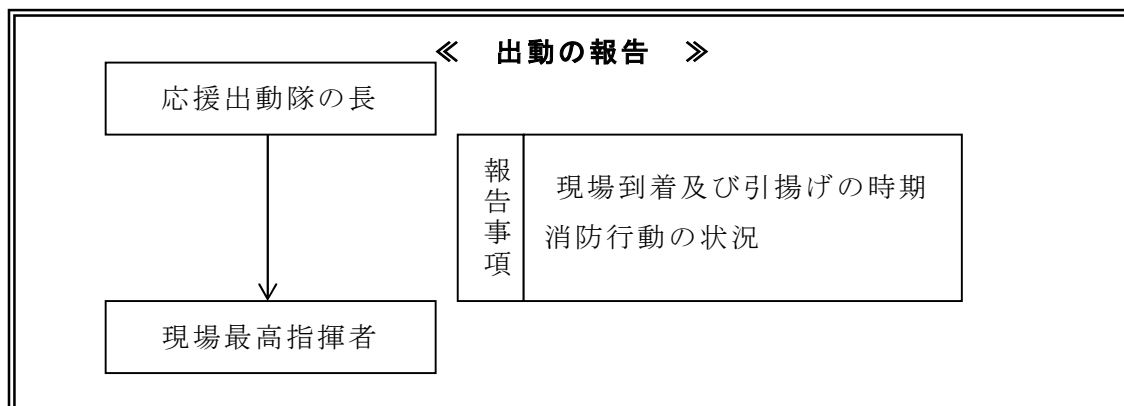 ≪ 出動の報告 ≫
応援出動隊の長
報告事項
現場到着及び引揚げの時期
消防行動の状況
現場最高指揮者